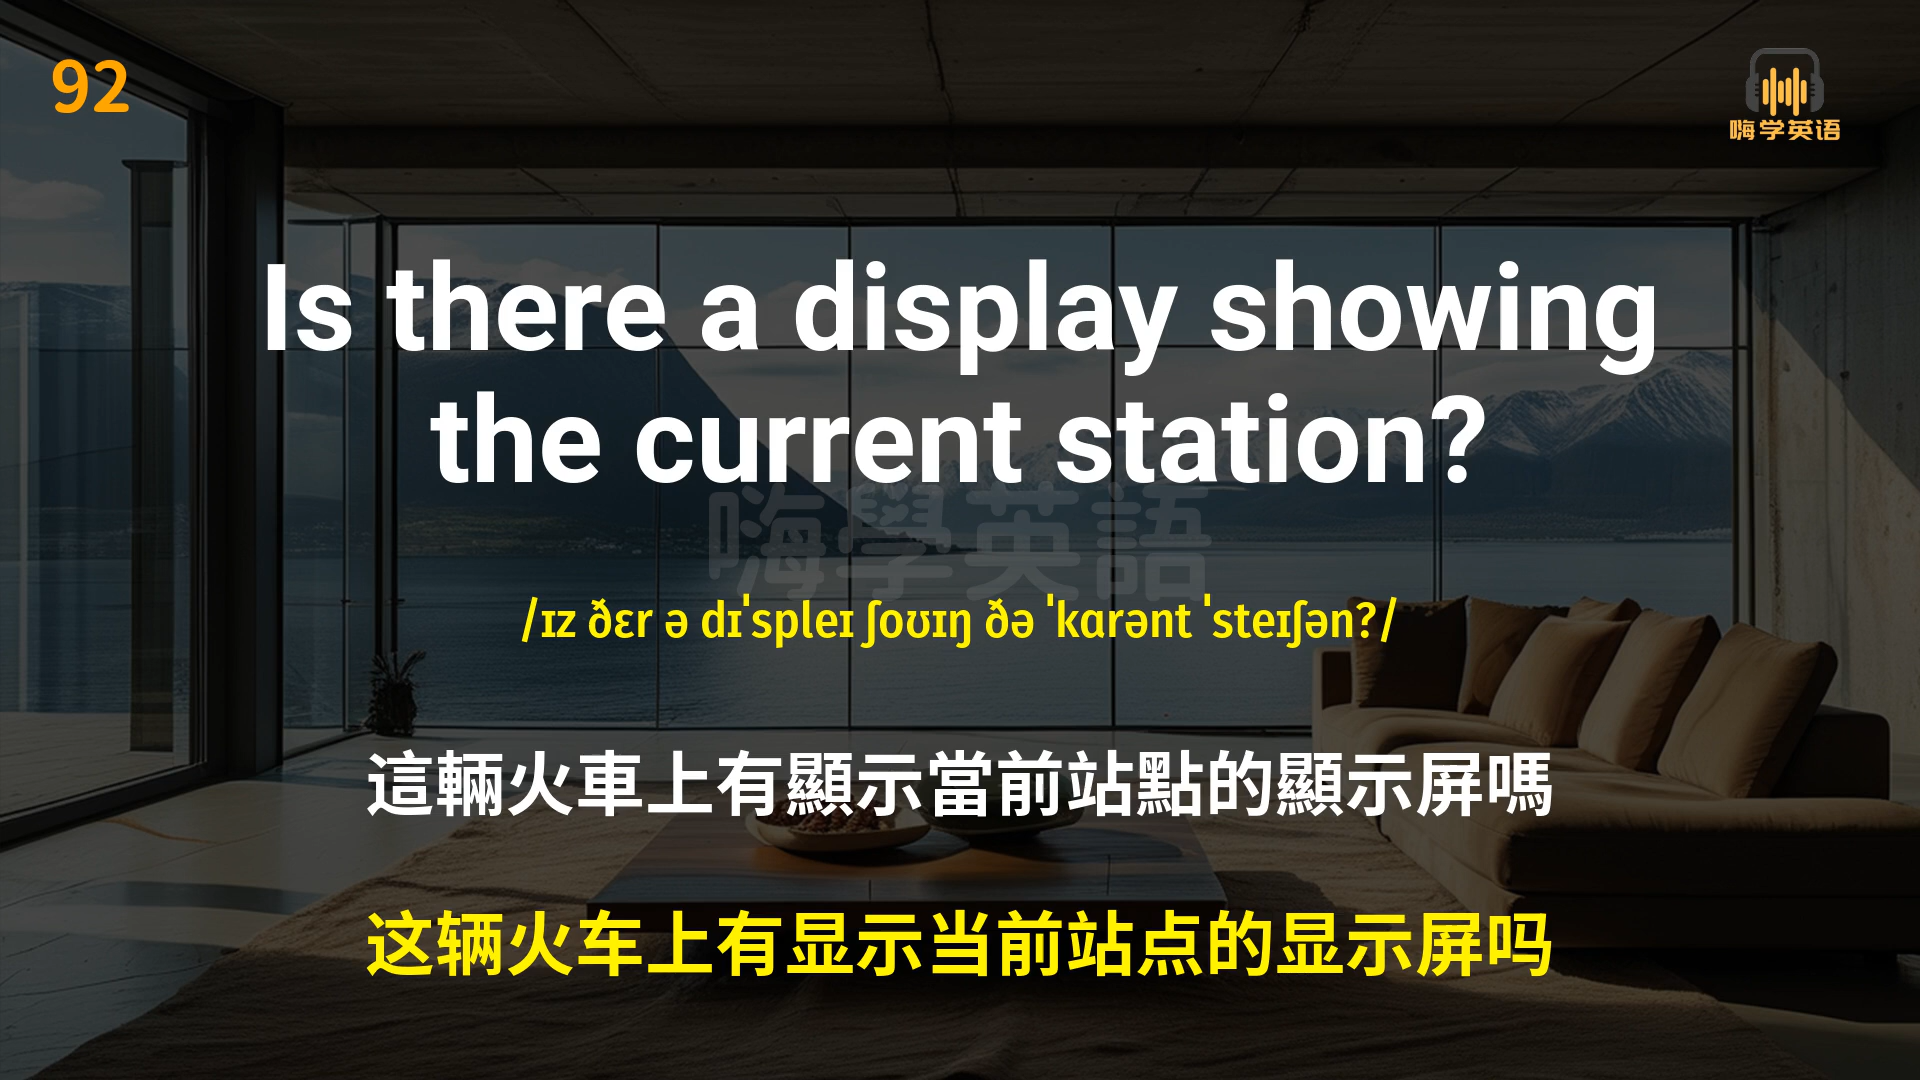 92
嗨学英语
Is there a display showing
the current station?
嗨學英語
/ɪz ðɛr ə dɪˈspleɪ ʃoʊɪŋ ðə ˈkɑrənt ˈsteɪʃən?/
這輛火車上有顯示當前站點的顯示屏嗎
这辆火车上有显示当前站点的显示屏吗